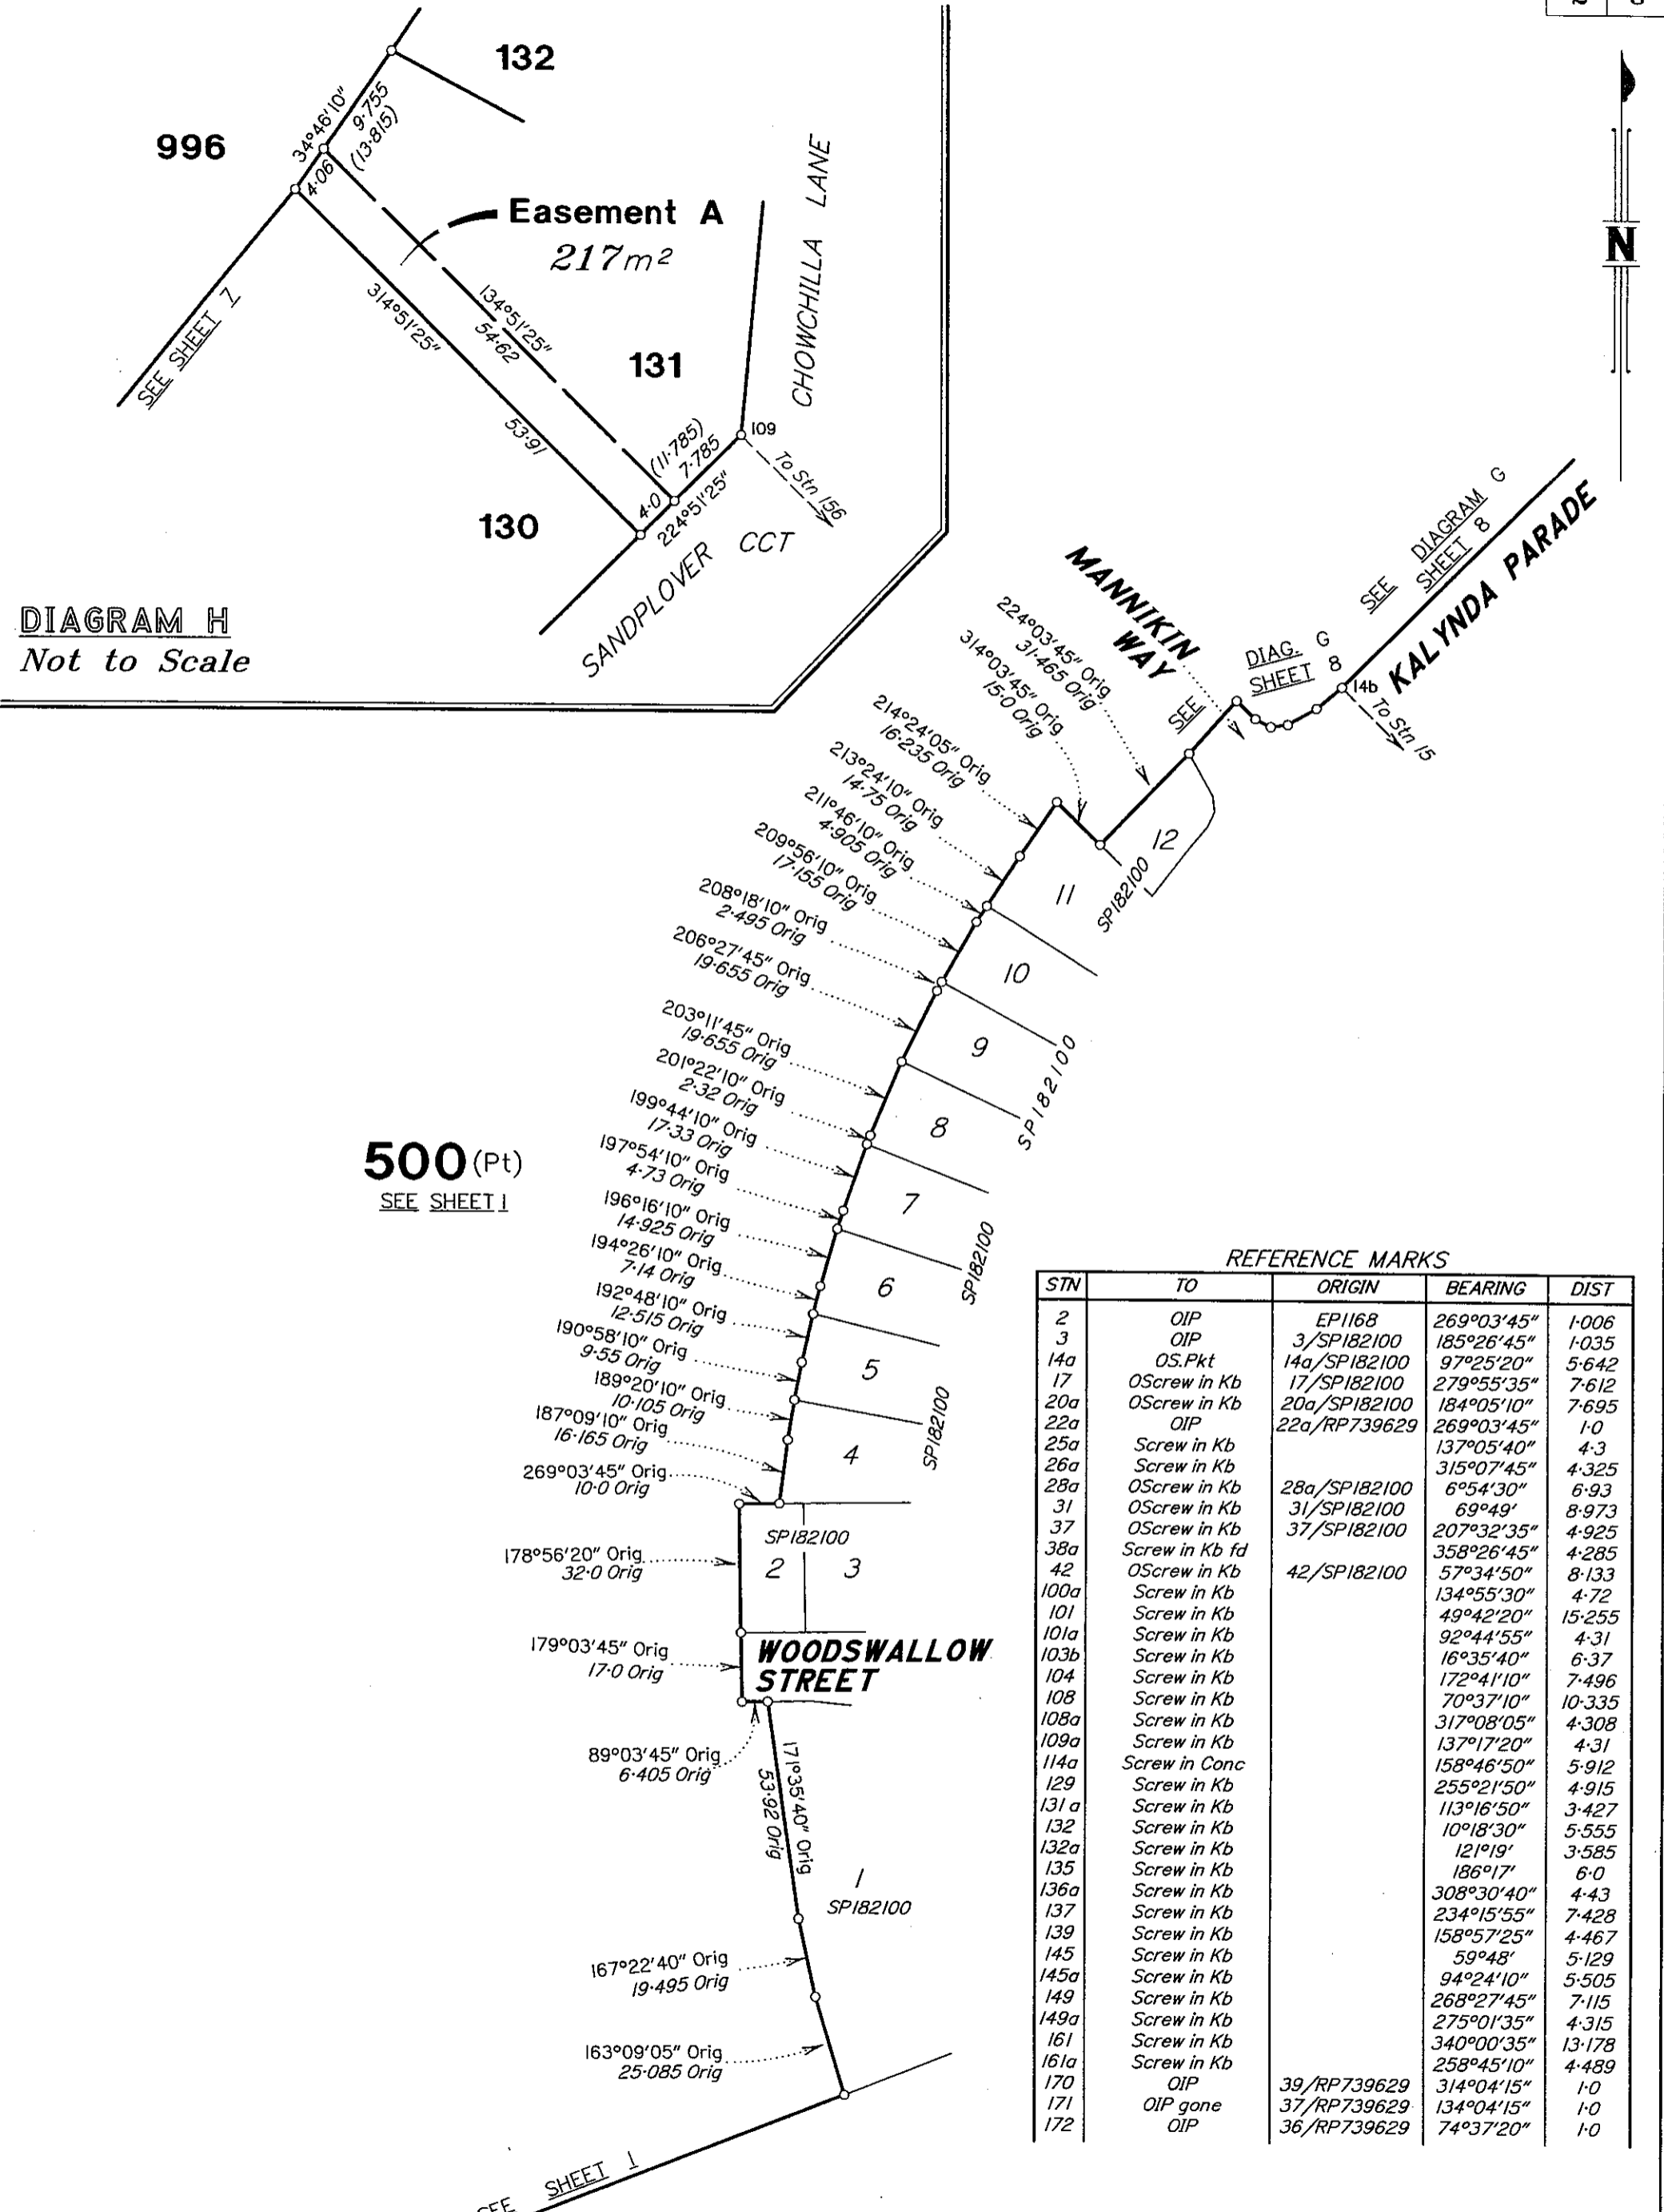 132
996
34°46'10"
9·755
(13·815)
4·06
Easement A
217m²
CHOWCHILLA LANE
SEE SHEET 7
314°51'25"
53·91
134°51'25"
54·62
131
(11·785)
7·785
109
To Stn 156
4·0
224°51'25"
130
SANDPLOVER CCT
DIAGRAM H
Not to Scale
N
SEE DIAGRAM G
SHEET 8
KALYNDA PARADE
MANNIKIN
WAY
SEE DIAG. G
SHEET 8
14b
To Stn 15
224°03'45" Orig
31·465 Orig
314°03'45" Orig
15·0 Orig
214°24'05" Orig
16·235 Orig
213°24'10" Orig
14·75 Orig
211°46'10" Orig
4·905 Orig
209°56'10" Orig
17·155 Orig
208°18'10" Orig
2·495 Orig
206°27'45" Orig
19·655 Orig
203°11'45" Orig
19·655 Orig
201°22'10" Orig
2·32 Orig
199°44'10" Orig
17·33 Orig
197°54'10" Orig
4·73 Orig
196°16'10" Orig
14·925 Orig
194°26'10" Orig
7·14 Orig
192°48'10" Orig
12·515 Orig
190°58'10" Orig
9·55 Orig
189°20'10" Orig
10·105 Orig
187°09'10" Orig
16·165 Orig
269°03'45" Orig
10·0 Orig
178°56'20" Orig
32·0 Orig
179°03'45" Orig
17·0 Orig
89°03'45" Orig
6·405 Orig
171°35'40" Orig
53·92 Orig
167°22'40" Orig
19·495 Orig
163°09'05" Orig
25·085 Orig
12
SP182100
11
10
9
SP182100
8
7
SP182100
6
5
SP182100
4
SP182100
2
3
WOODSWALLOW
STREET
1
SP182100
500 (Pt)
SEE SHEET 1
SEE SHEET 1
REFERENCE MARKS
STN TO ORIGIN BEARING DIST
2 OIP EP1168 269°03'45" 1·006
3 OIP 3/SP182100 185°26'45" 1·035
14a OS.Pkt 14a/SP182100 97°25'20" 5·642
17 OScrew in Kb 17/SP182100 279°55'35" 7·612
20a OScrew in Kb 20a/SP182100 184°05'10" 7·695
22a OIP 22a/RP739629 269°03'45" 1·0
25a Screw in Kb 137°05'40" 4·3
26a Screw in Kb 315°07'45" 4·325
28a OScrew in Kb 28a/SP182100 6°54'30" 6·93
31 OScrew in Kb 31/SP182100 69°49' 8·973
37 OScrew in Kb 37/SP182100 207°32'35" 4·925
38a Screw in Kb fd 358°26'45" 4·285
42 OScrew in Kb 42/SP182100 57°34'50" 8·133
100a Screw in Kb 134°55'30" 4·72
101 Screw in Kb 49°42'20" 15·255
101a Screw in Kb 92°44'55" 4·31
103b Screw in Kb 16°35'40" 6·37
104 Screw in Kb 172°41'10" 7·496
108 Screw in Kb 70°37'10" 10·335
108a Screw in Kb 317°08'05" 4·308
109a Screw in Kb 137°17'20" 4·31
114a Screw in Conc 158°46'50" 5·912
129 Screw in Kb 255°21'50" 4·915
131a Screw in Kb 113°16'50" 3·427
132 Screw in Kb 10°18'30" 5·555
132a Screw in Kb 121°19' 3·585
135 Screw in Kb 186°17' 6·0
136a Screw in Kb 308°30'40" 4·43
137 Screw in Kb 234°15'55" 7·428
139 Screw in Kb 158°57'25" 4·467
145 Screw in Kb 59°48' 5·129
145a Screw in Kb 94°24'10" 5·505
149 Screw in Kb 268°27'45" 7·115
149a Screw in Kb 275°01'35" 4·315
161 Screw in Kb 340°00'35" 13·178
161a Screw in Kb 258°45'10" 4·489
170 OIP 39/RP739629 314°04'15" 1·0
171 OIP gone 37/RP739629 134°04'15" 1·0
172 OIP 36/RP739629 74°37'20" 1·0